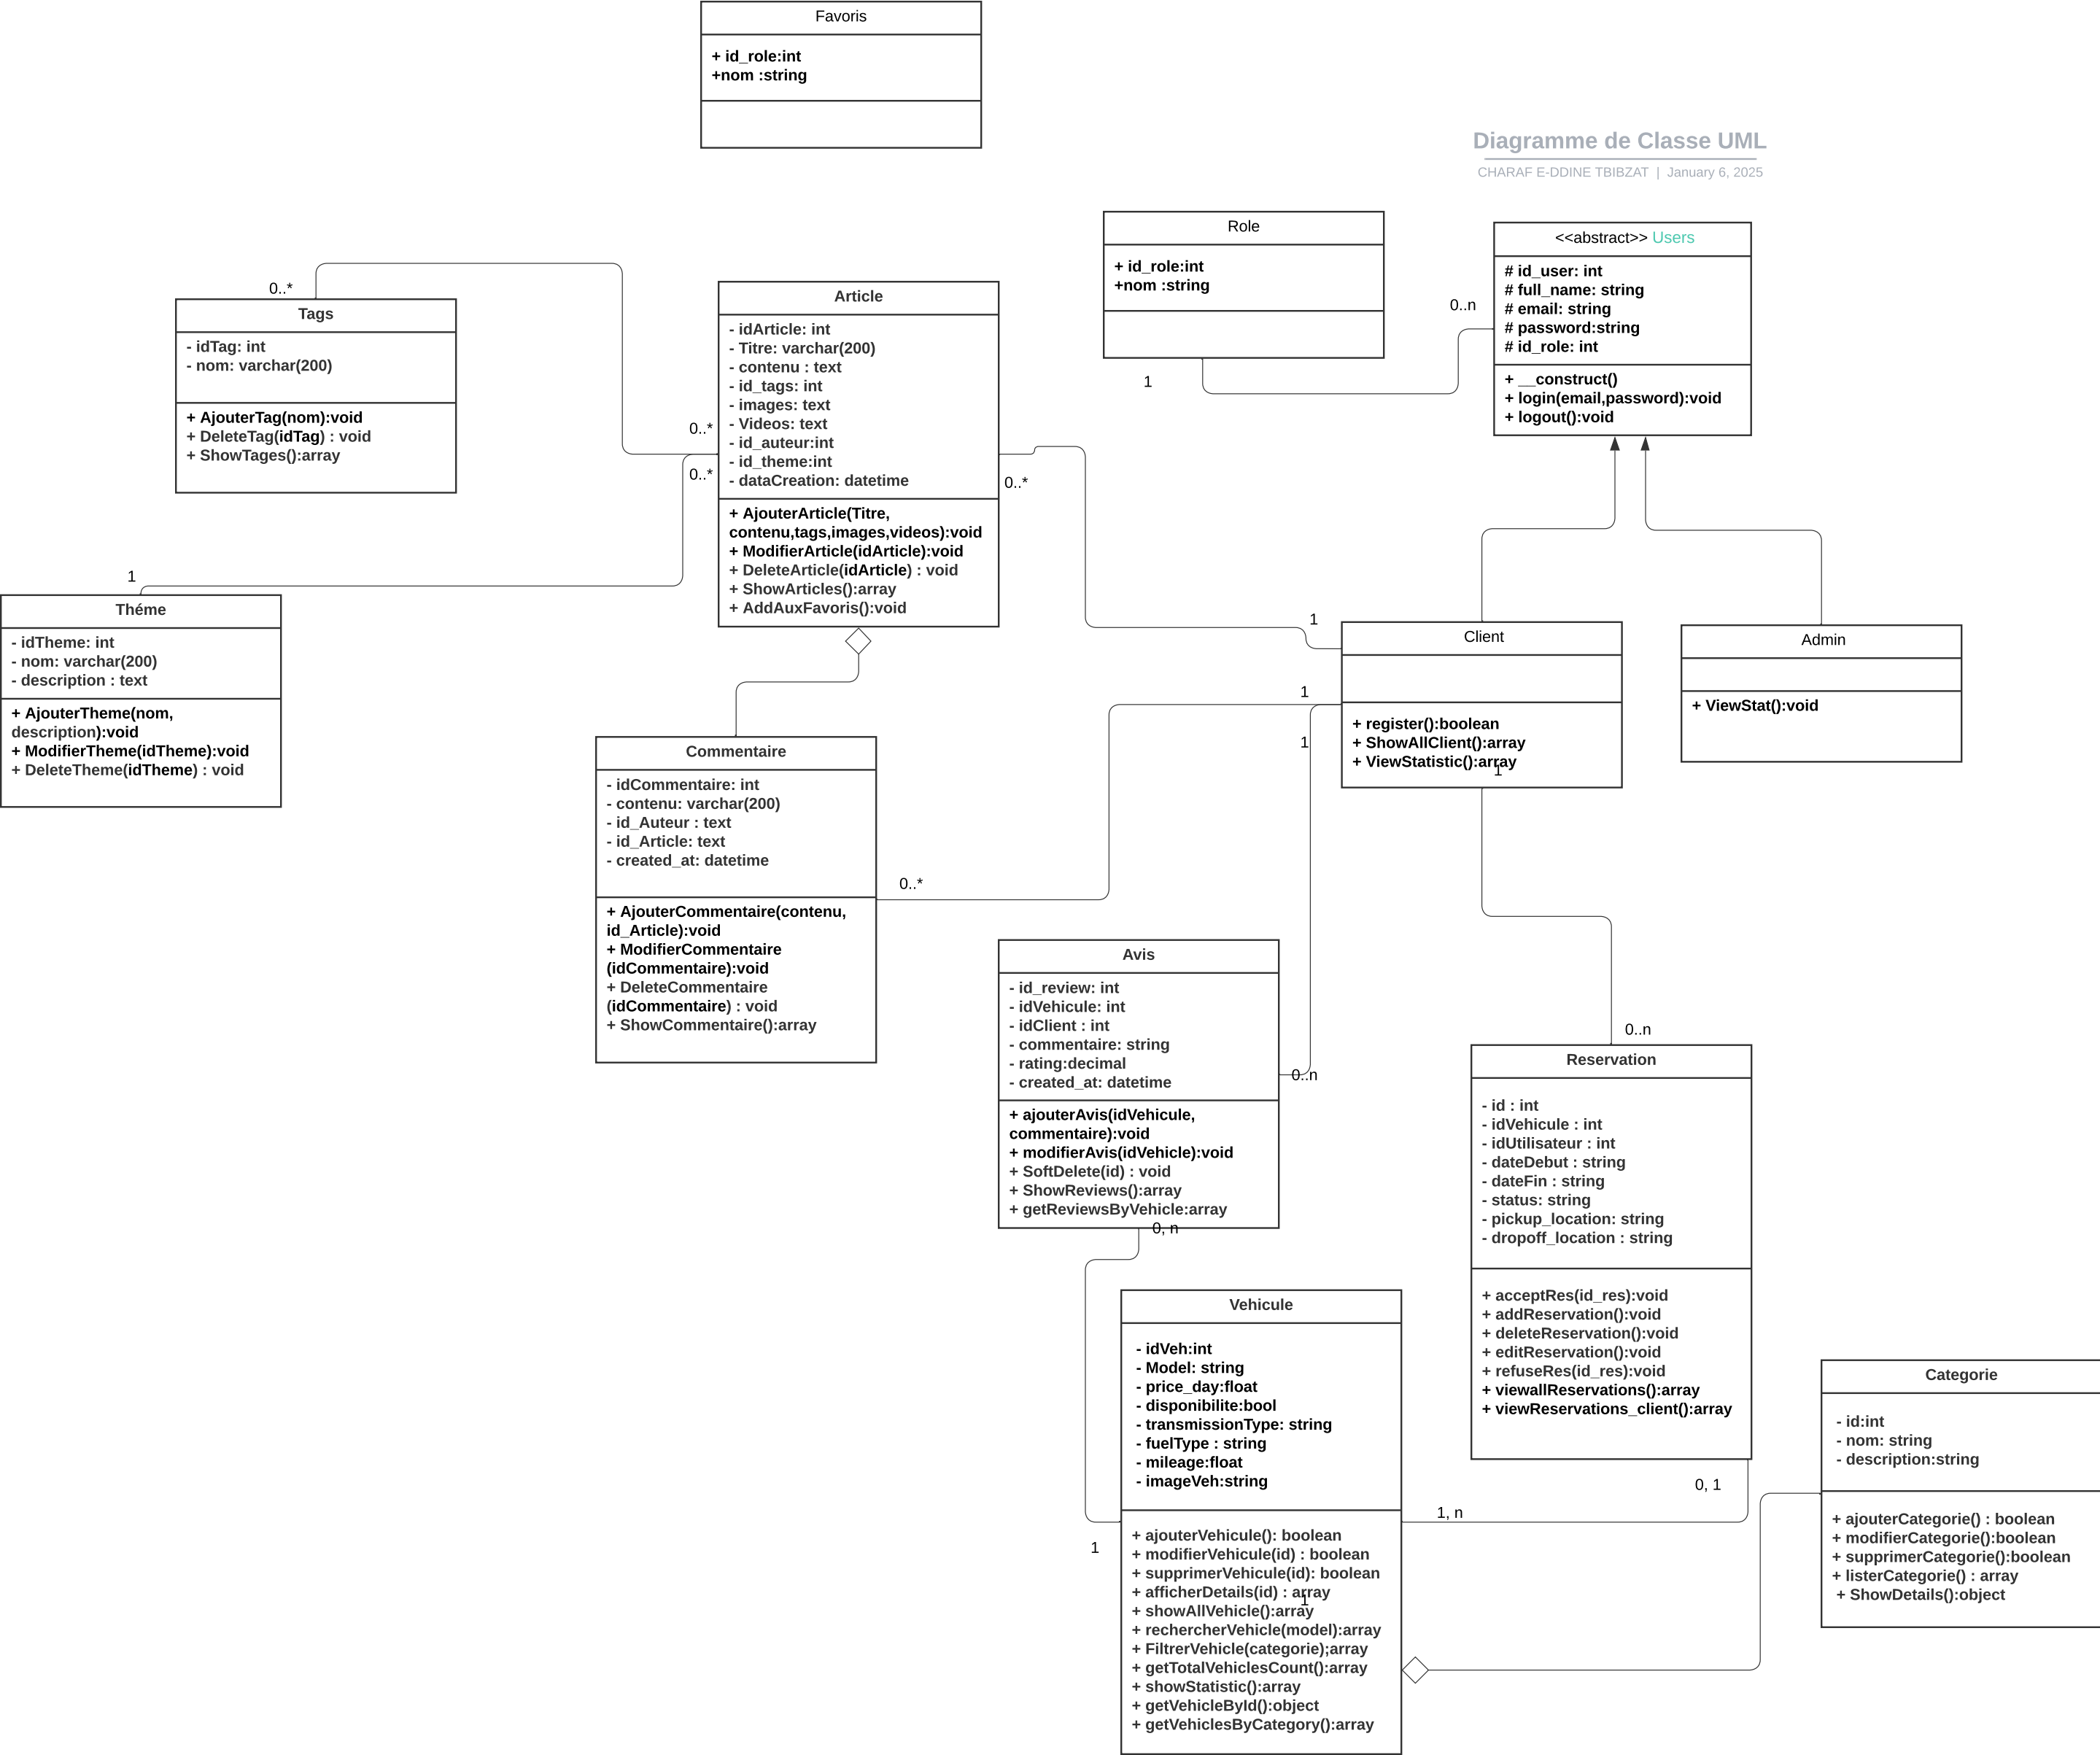 Favoris
+ id_role:int
+nom :string
Diagramme de Classe UML
CHARAF E-DDINE TBIBZAT | January 6, 2025
Role
+ id_role:int
+nom :string
1
0..n
<<abstract>> Users
# id_user: int
# full_name: string
# email: string
# password:string
# id_role: int
+ __construct()
+ login(email,password):void
+ logout():void
0..*
Tags
- idTag: int
- nom: varchar(200)
+ AjouterTag(nom):void
+ DeleteTag(idTag) : void
+ ShowTages():array
Article
- idArticle: int
- Titre: varchar(200)
- contenu : text
- id_tags: int
- images: text
- Videos: text
- id_auteur:int
- id_theme:int
- dataCreation: datetime
+ AjouterArticle(Titre,
contenu,tags,images,videos):void
+ ModifierArticle(idArticle):void
+ DeleteArticle(idArticle) : void
+ ShowArticles():array
+ AddAuxFavoris():void
0..*
0..*
0..*
1
Théme
- idTheme: int
- nom: varchar(200)
- description : text
+ AjouterTheme(nom,
description):void
+ ModifierTheme(idTheme):void
+ DeleteTheme(idTheme) : void
1
1
1
Client
+ register():boolean
+ ShowAllClient():array
+ ViewStatistic():array
1
Admin
+ ViewStat():void
Commentaire
- idCommentaire: int
- contenu: varchar(200)
- id_Auteur : text
- id_Article: text
- created_at: datetime
+ AjouterCommentaire(contenu,
id_Article):void
+ ModifierCommentaire
(idCommentaire):void
+ DeleteCommentaire
(idCommentaire) : void
+ ShowCommentaire():array
0..*
Avis
- id_review: int
- idVehicule: int
- idClient : int
- commentaire: string
- rating:decimal
- created_at: datetime
+ ajouterAvis(idVehicule,
commentaire):void
+ modifierAvis(idVehicle):void
+ SoftDelete(id) : void
+ ShowReviews():array
+ getReviewsByVehicle:array
0..n
0, n
0..n
Reservation
- id : int
- idVehicule : int
- idUtilisateur : int
- dateDebut : string
- dateFin : string
- status: string
- pickup_location: string
- dropoff_location : string
+ acceptRes(id_res):void
+ addReservation():void
+ deleteReservation():void
+ editReservation():void
+ refuseRes(id_res):void
+ viewallReservations():array
+ viewReservations_client():array
0, 1
1, n
1
Vehicule
- idVeh:int
- Model: string
- price_day:float
- disponibilite:bool
- transmissionType: string
- fuelType : string
- mileage:float
- imageVeh:string
+ ajouterVehicule(): boolean
+ modifierVehicule(id) : boolean
+ supprimerVehicule(id): boolean
+ afficherDetails(id) : array
1
+ showAllVehicle():array
+ rechercherVehicle(model):array
+ FiltrerVehicle(categorie);array
+ getTotalVehiclesCount():array
+ showStatistic():array
+ getVehicleById():object
+ getVehiclesByCategory():array
Categorie
- id:int
- nom: string
- description:string
+ ajouterCategorie() : boolean
+ modifierCategorie():boolean
+ supprimerCategorie():boolean
+ listerCategorie() : array
+ ShowDetails():object